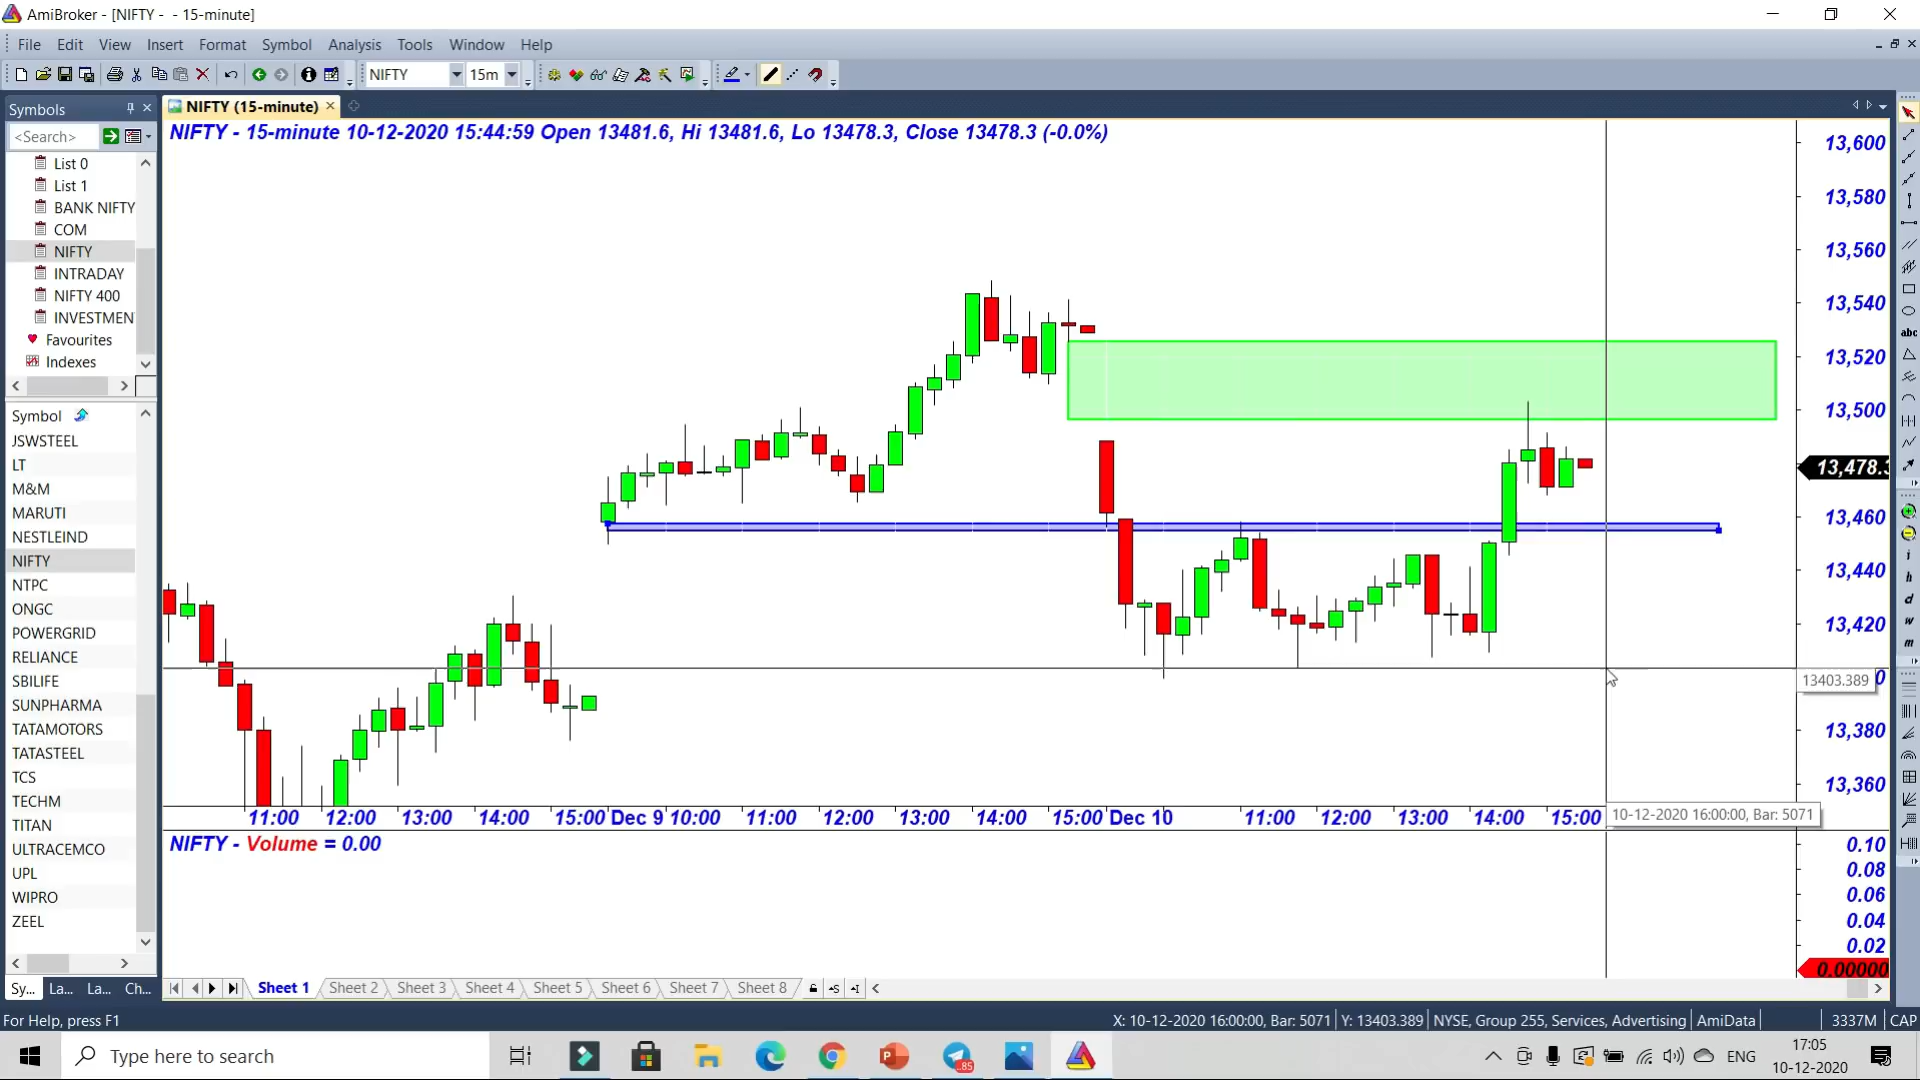 AmiBroker - [NIFTY -  - 15-minute]
File Edit View Insert Format Symbol Analysis Tools Window Help
NIFTY 15m
Symbols
NIFTY (15-minute)
<Search>
NIFTY - 15-minute 10-12-2020 15:44:59 Open 13481.6, Hi 13481.6, Lo 13478.3, Close 13478.3 (-0.0%)
List 0
List 1
BANK NIFTY
COM
NIFTY
INTRADAY
NIFTY 400
INVESTMEN
Favourites
Indexes
Symbol
JSWSTEEL
LT
M&M
MARUTI
NESTLEIND
NIFTY
NTPC
ONGC
POWERGRID
RELIANCE
SBILIFE
SUNPHARMA
TATAMOTORS
TATASTEEL
TCS
TECHM
TITAN
ULTRACEMCO
UPL
WIPRO
ZEEL
13,600
13,580
13,560
13,540
13,520
13,500
13,478.3
13,460
13,440
13,420
13403.389
13,380
13,360
11:00 12:00 13:00 14:00 15:00 Dec 9 10:00 11:00 12:00 13:00 14:00 15:00 Dec 10 11:00 12:00 13:00 14:00 15:00
10-12-2020 16:00:00, Bar: 5071
NIFTY - Volume = 0.00
0.10
0.08
0.06
0.04
0.02
0.00000
abc
i
h
d
w
m
Sy... La... La... Ch...
Sheet 1 Sheet 2 Sheet 3 Sheet 4 Sheet 5 Sheet 6 Sheet 7 Sheet 8
For Help, press F1
X: 10-12-2020 16:00:00, Bar: 5071 Y: 13403.389 NYSE, Group 255, Services, Advertising AmiData 3337M CAP
Type here to search
85
ENG
17:05
10-12-2020